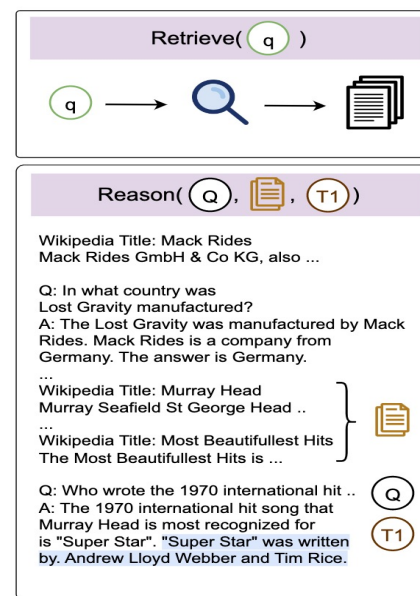 Retrieve( q )
q
Reason( Q, , T1 )
Wikipedia Title: Mack Rides
Mack Rides GmbH & Co KG, also ...
Q: In what country was
Lost Gravity manufactured?
A: The Lost Gravity was manufactured by Mack
Rides. Mack Rides is a company from
Germany. The answer is Germany.
...
Wikipedia Title: Murray Head
Murray Seafield St George Head ..
...
Wikipedia Title: Most Beautifullest Hits
The Most Beautifullest Hits is ...
Q: Who wrote the 1970 international hit ..
Q
A: The 1970 international hit song that
Murray Head is most recognized for
T1
is "Super Star". "Super Star" was written
by. Andrew Lloyd Webber and Tim Rice.